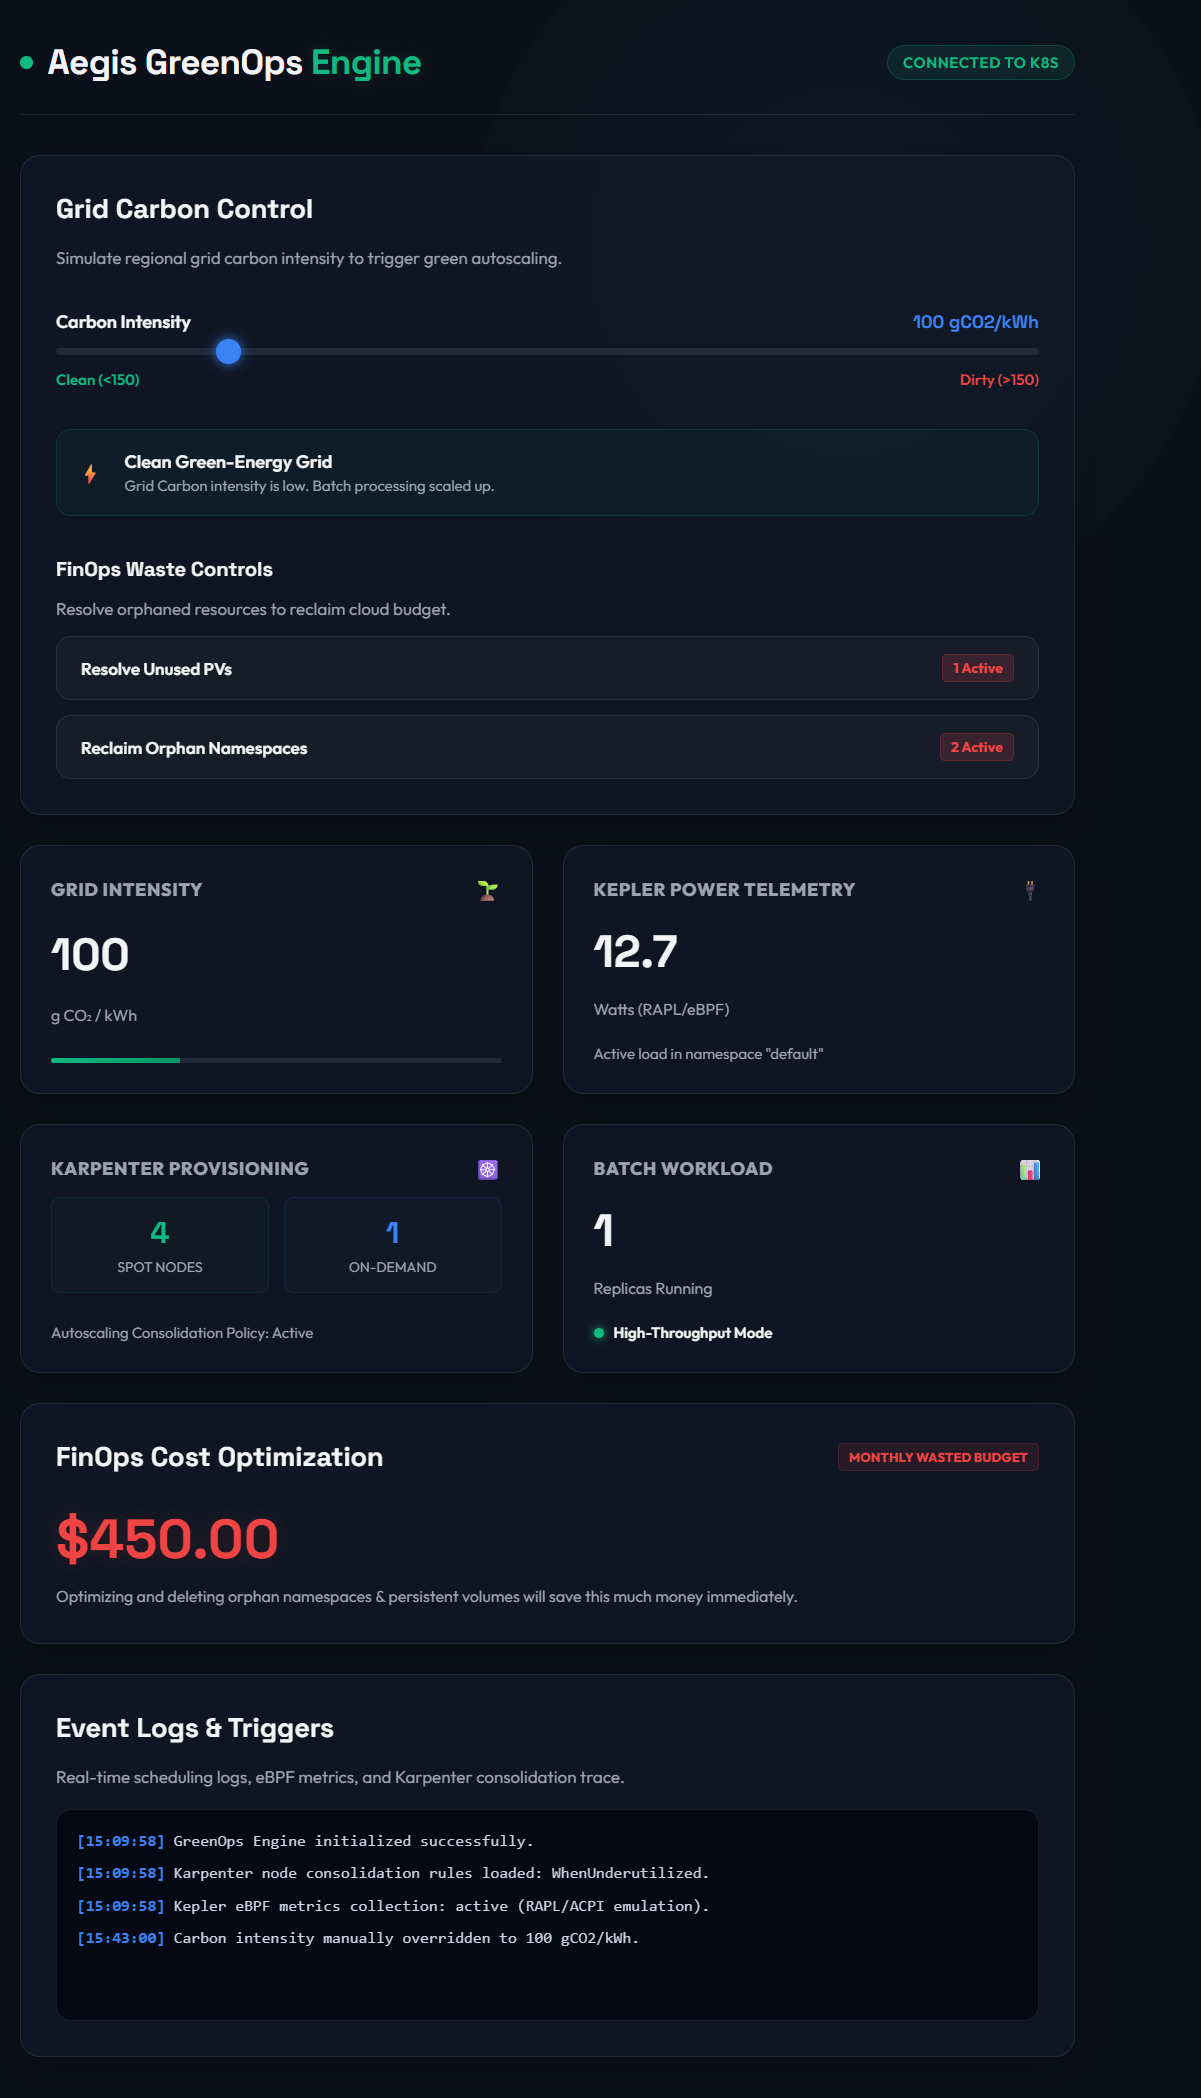 Aegis GreenOps Engine
CONNECTED TO K8S
Grid Carbon Control
Simulate regional grid carbon intensity to trigger green autoscaling.
Carbon Intensity
100 gCO2/kWh
Clean (<150)
Dirty (>150)
Clean Green-Energy Grid
Grid Carbon intensity is low. Batch processing scaled up.
FinOps Waste Controls
Resolve orphaned resources to reclaim cloud budget.
Resolve Unused PVs
1 Active
Reclaim Orphan Namespaces
2 Active
GRID INTENSITY
100
g CO₂ / kWh
KEPLER POWER TELEMETRY
12.7
Watts (RAPL/eBPF)
Active load in namespace "default"
KARPENTER PROVISIONING
4
SPOT NODES
1
ON-DEMAND
Autoscaling Consolidation Policy: Active
BATCH WORKLOAD
1
Replicas Running
High-Throughput Mode
FinOps Cost Optimization
MONTHLY WASTED BUDGET
$450.00
Optimizing and deleting orphan namespaces & persistent volumes will save this much money immediately.
Event Logs & Triggers
Real-time scheduling logs, eBPF metrics, and Karpenter consolidation trace.
[15:09:58] GreenOps Engine initialized successfully.
[15:09:58] Karpenter node consolidation rules loaded: WhenUnderutilized.
[15:09:58] Kepler eBPF metrics collection: active (RAPL/ACPI emulation).
[15:43:00] Carbon intensity manually overridden to 100 gCO2/kWh.